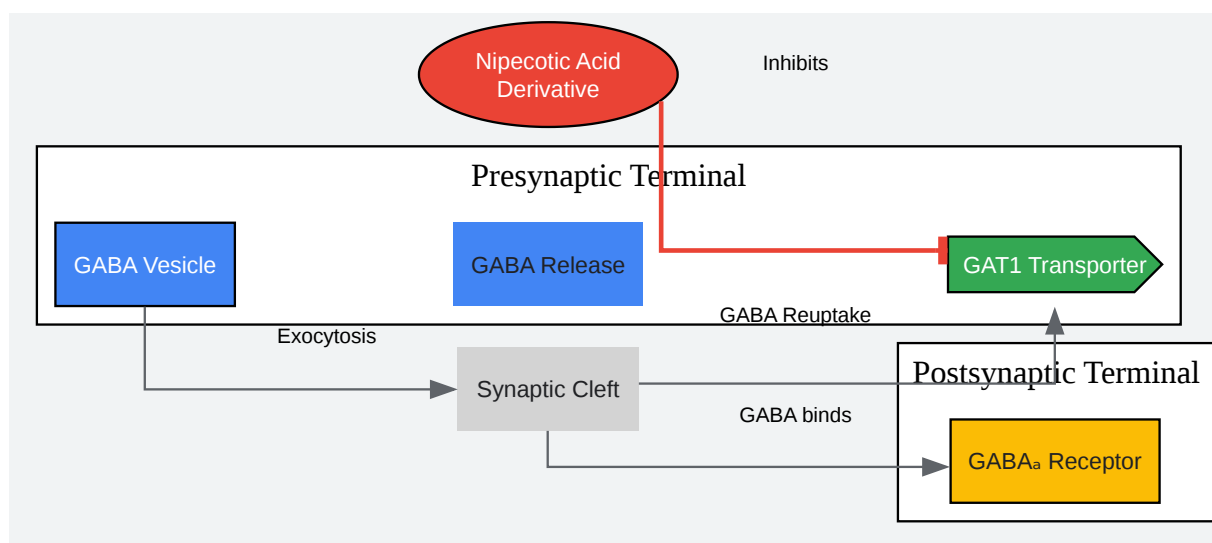 Nipecotic Acid
Derivative
Inhibits
Presynaptic Terminal
GABA Vesicle
GABA Release
GAT1 Transporter
GABA Reuptake
Exocytosis
Synaptic Cleft
Postsynaptic Terminal
GABA binds
GABAₐ Receptor